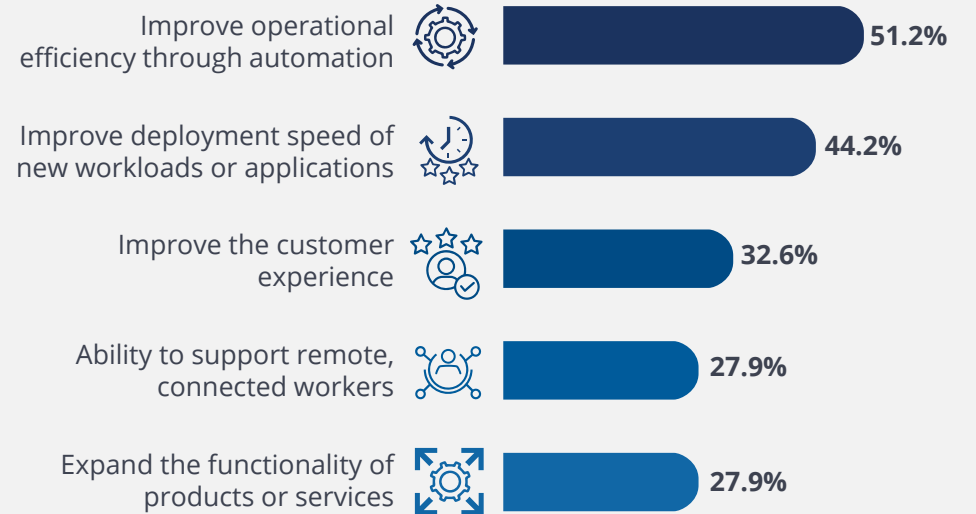 Improve operational
efficiency through automation
51.2%
Improve deployment speed of
new workloads or applications
44.2%
Improve the customer
experience
32.6%
Ability to support remote,
connected workers
27.9%
Expand the functionality of
products or services
27.9%